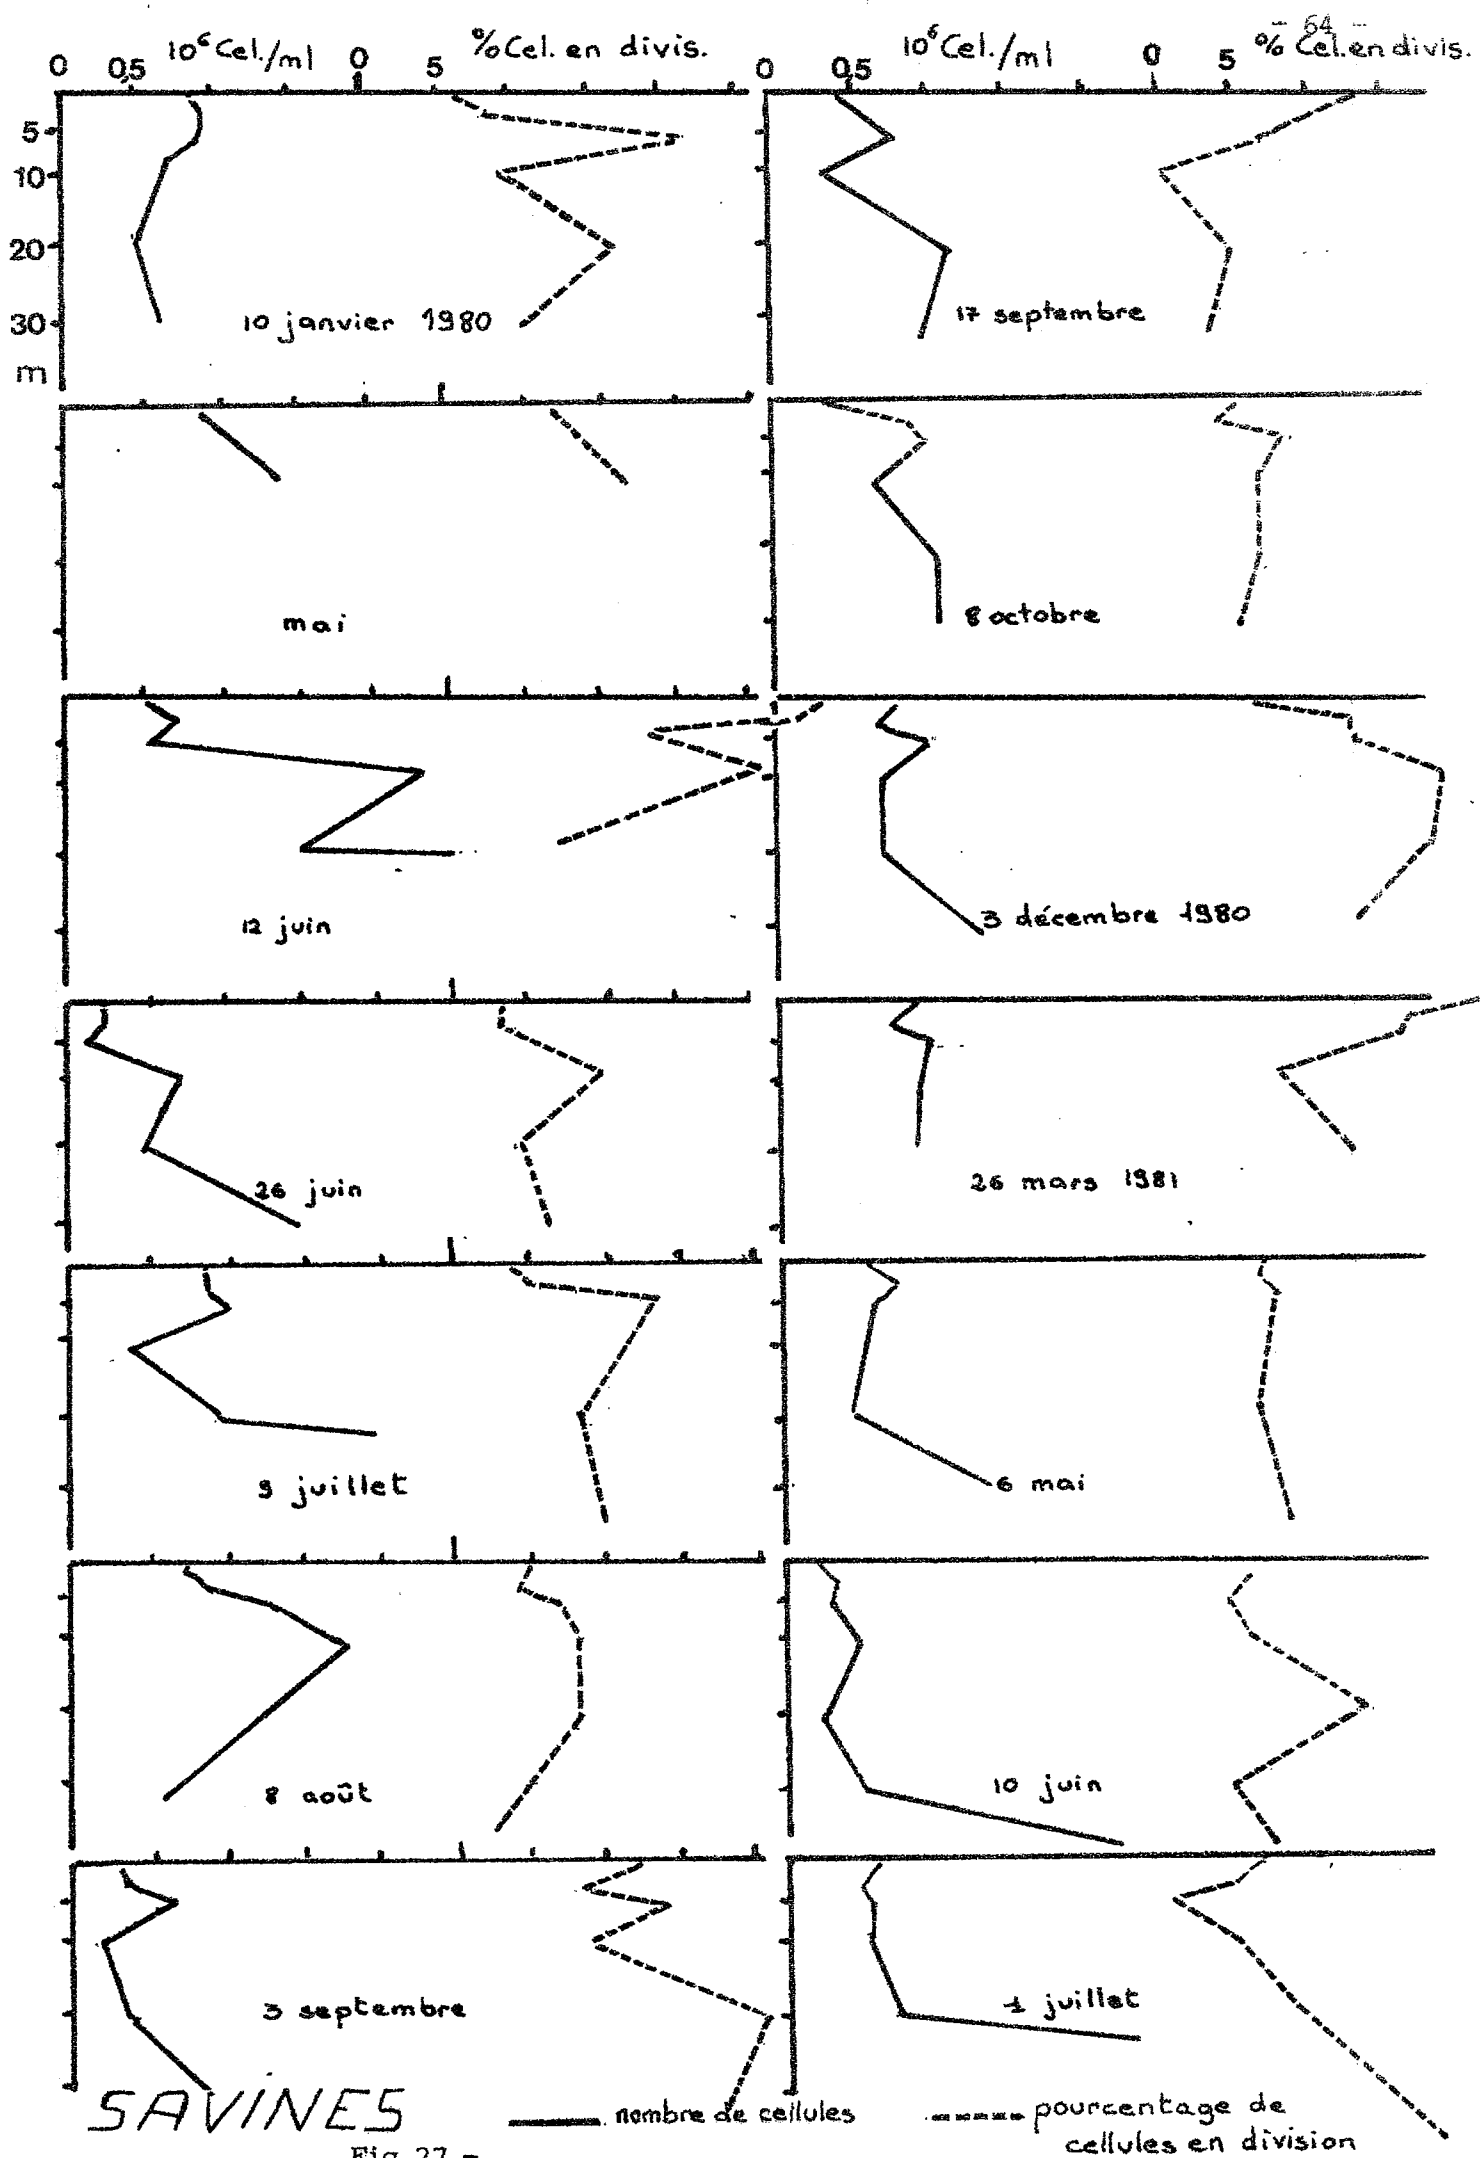 - 64 -
0 0,5 10⁶ Cel./ml 0 5 % Cel. en divis.
0 0,5 10⁶ Cel./ml 0 5 % Cel. en divis.
5
10
20
30
m
10 janvier 1980
17 septembre
mai
8 octobre
12 juin
3 décembre 1980
26 juin
26 mars 1981
9 juillet
6 mai
8 août
10 juin
3 septembre
1 juillet
SAVINES
nombre de cellules
pourcentage de
cellules en division
Fig 27 -